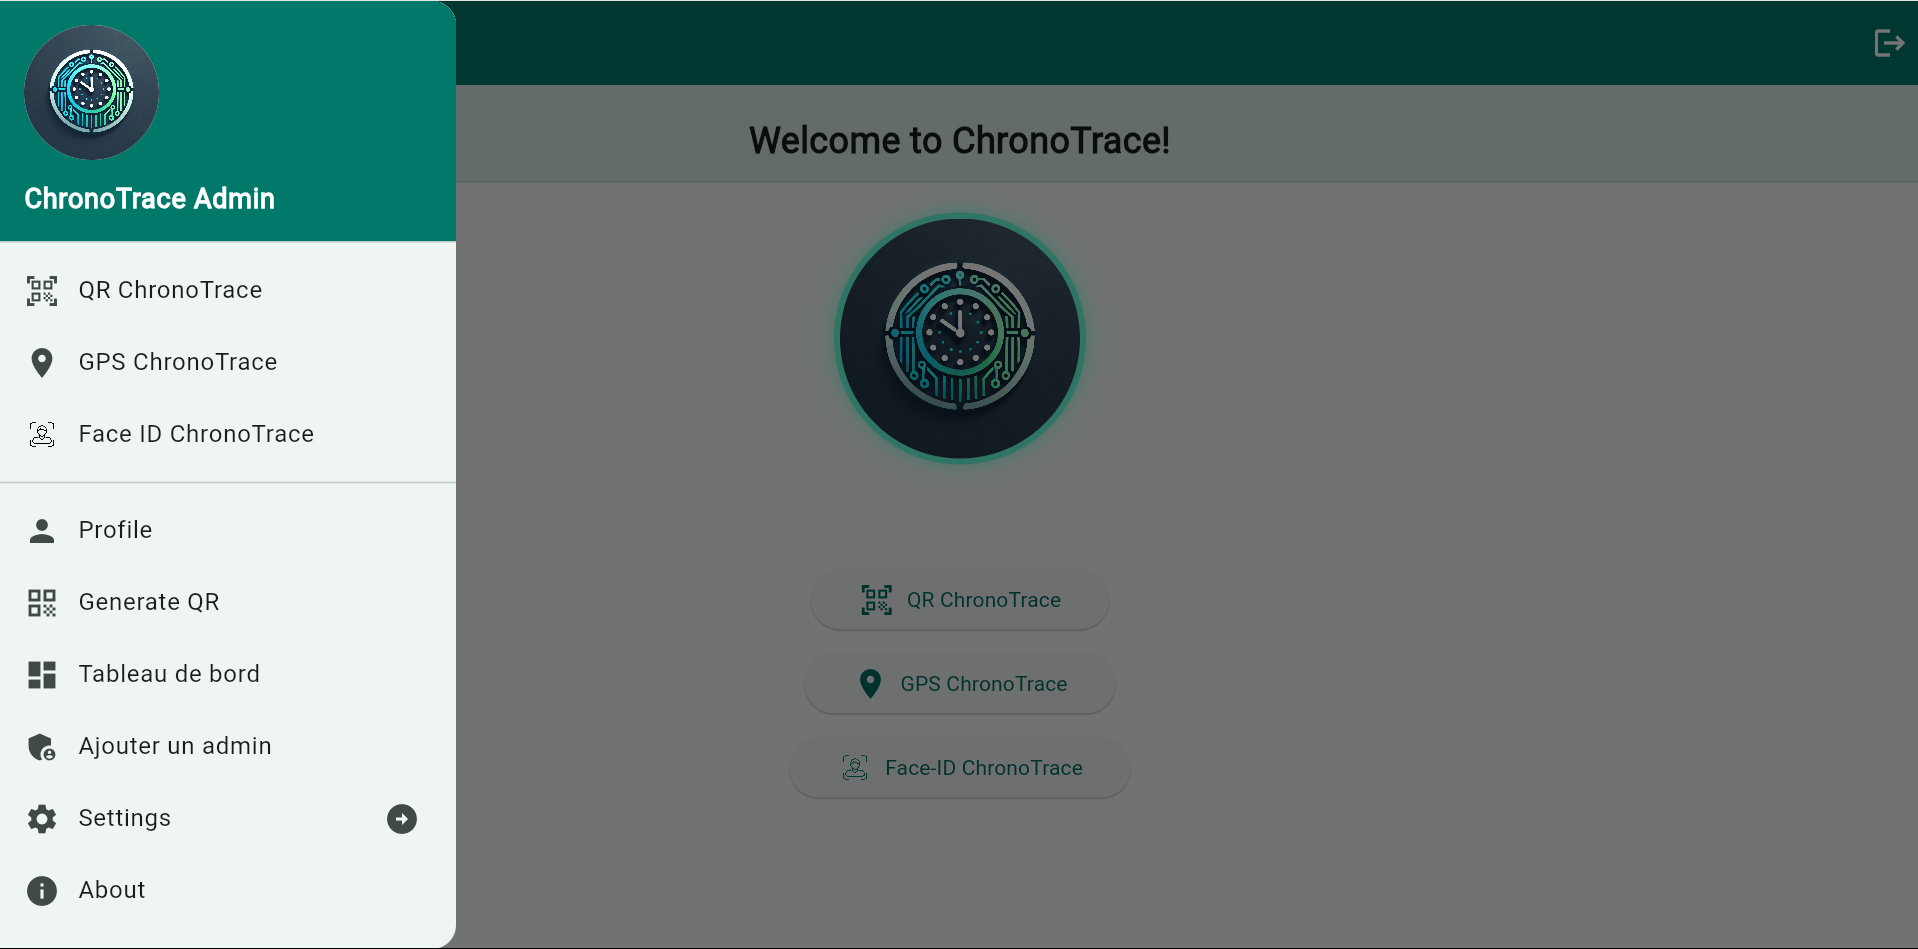 ChronoTrace Admin
QR ChronoTrace
GPS ChronoTrace
Face ID ChronoTrace
Profile
Generate QR
Tableau de bord
Ajouter un admin
Settings
About
Welcome to ChronoTrace!
QR ChronoTrace
GPS ChronoTrace
Face-ID ChronoTrace